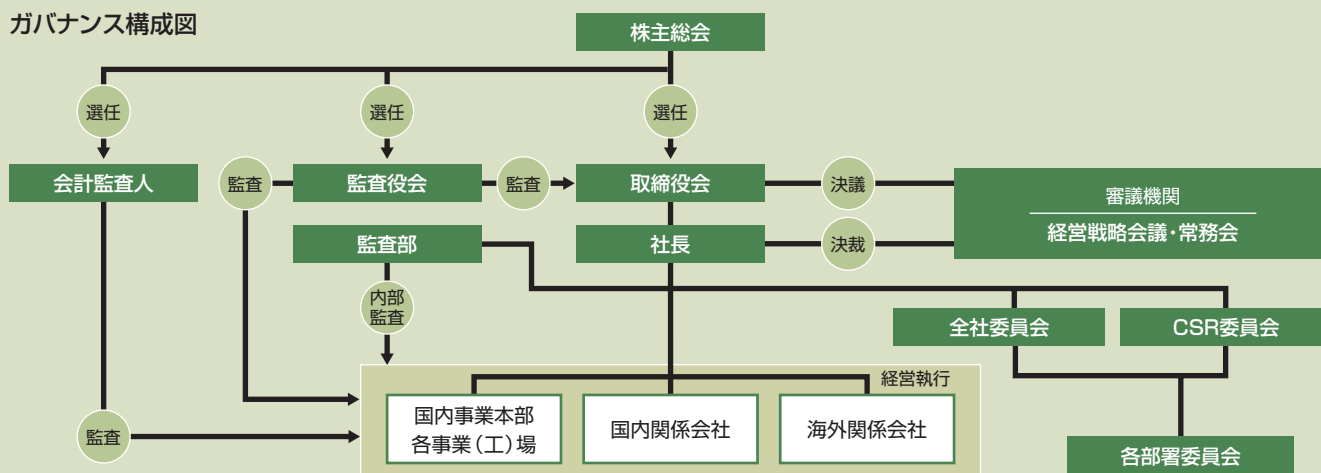 ガバナンス構成図
株主総会
選任
選任
選任
会計監査人
監査
監査役会
監査
取締役会
決議
審議機関
経営戦略会議・常務会
監査部
社長
決裁
内部
監査
全社委員会
CSR委員会
経営執行
国内事業本部
各事業(工)場
国内関係会社
海外関係会社
監査
各部署委員会